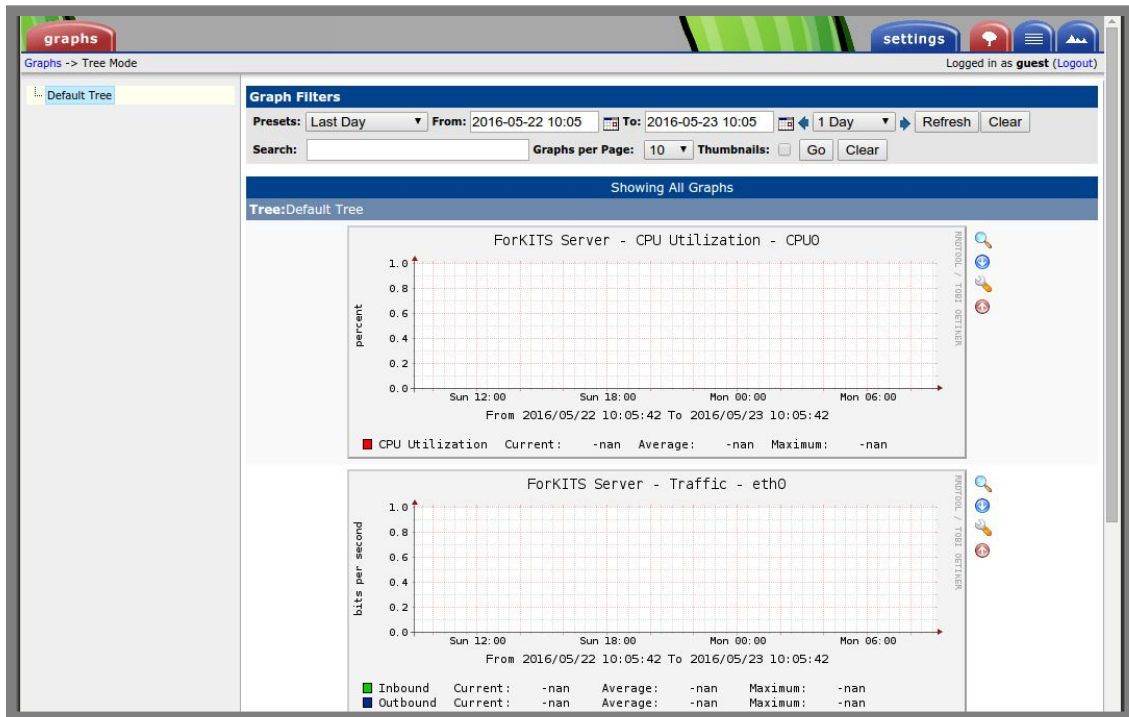 graphs
settings
Graphs -> Tree Mode
Logged in as guest (Logout)
Default Tree
Graph Filters
Presets: Last Day From: 2016-05-22 10:05 To: 2016-05-23 10:05 1 Day Refresh Clear
Search: Graphs per Page: 10 Thumbnails: Go Clear
Showing All Graphs
Tree:Default Tree
ForKITS Server - CPU Utilization - CPU0
RRDTOOL / TOBI OETIKER
percent
1.0
0.8
0.6
0.4
0.2
0.0
Sun 12:00 Sun 18:00 Mon 00:00 Mon 06:00
From 2016/05/22 10:05:42 To 2016/05/23 10:05:42
CPU Utilization Current: -nan Average: -nan Maximum: -nan
ForKITS Server - Traffic - eth0
RRDTOOL / TOBI OETIKER
bits per second
1.0
0.8
0.6
0.4
0.2
0.0
Sun 12:00 Sun 18:00 Mon 00:00 Mon 06:00
From 2016/05/22 10:05:42 To 2016/05/23 10:05:42
Inbound Current: -nan Average: -nan Maximum: -nan
Outbound Current: -nan Average: -nan Maximum: -nan